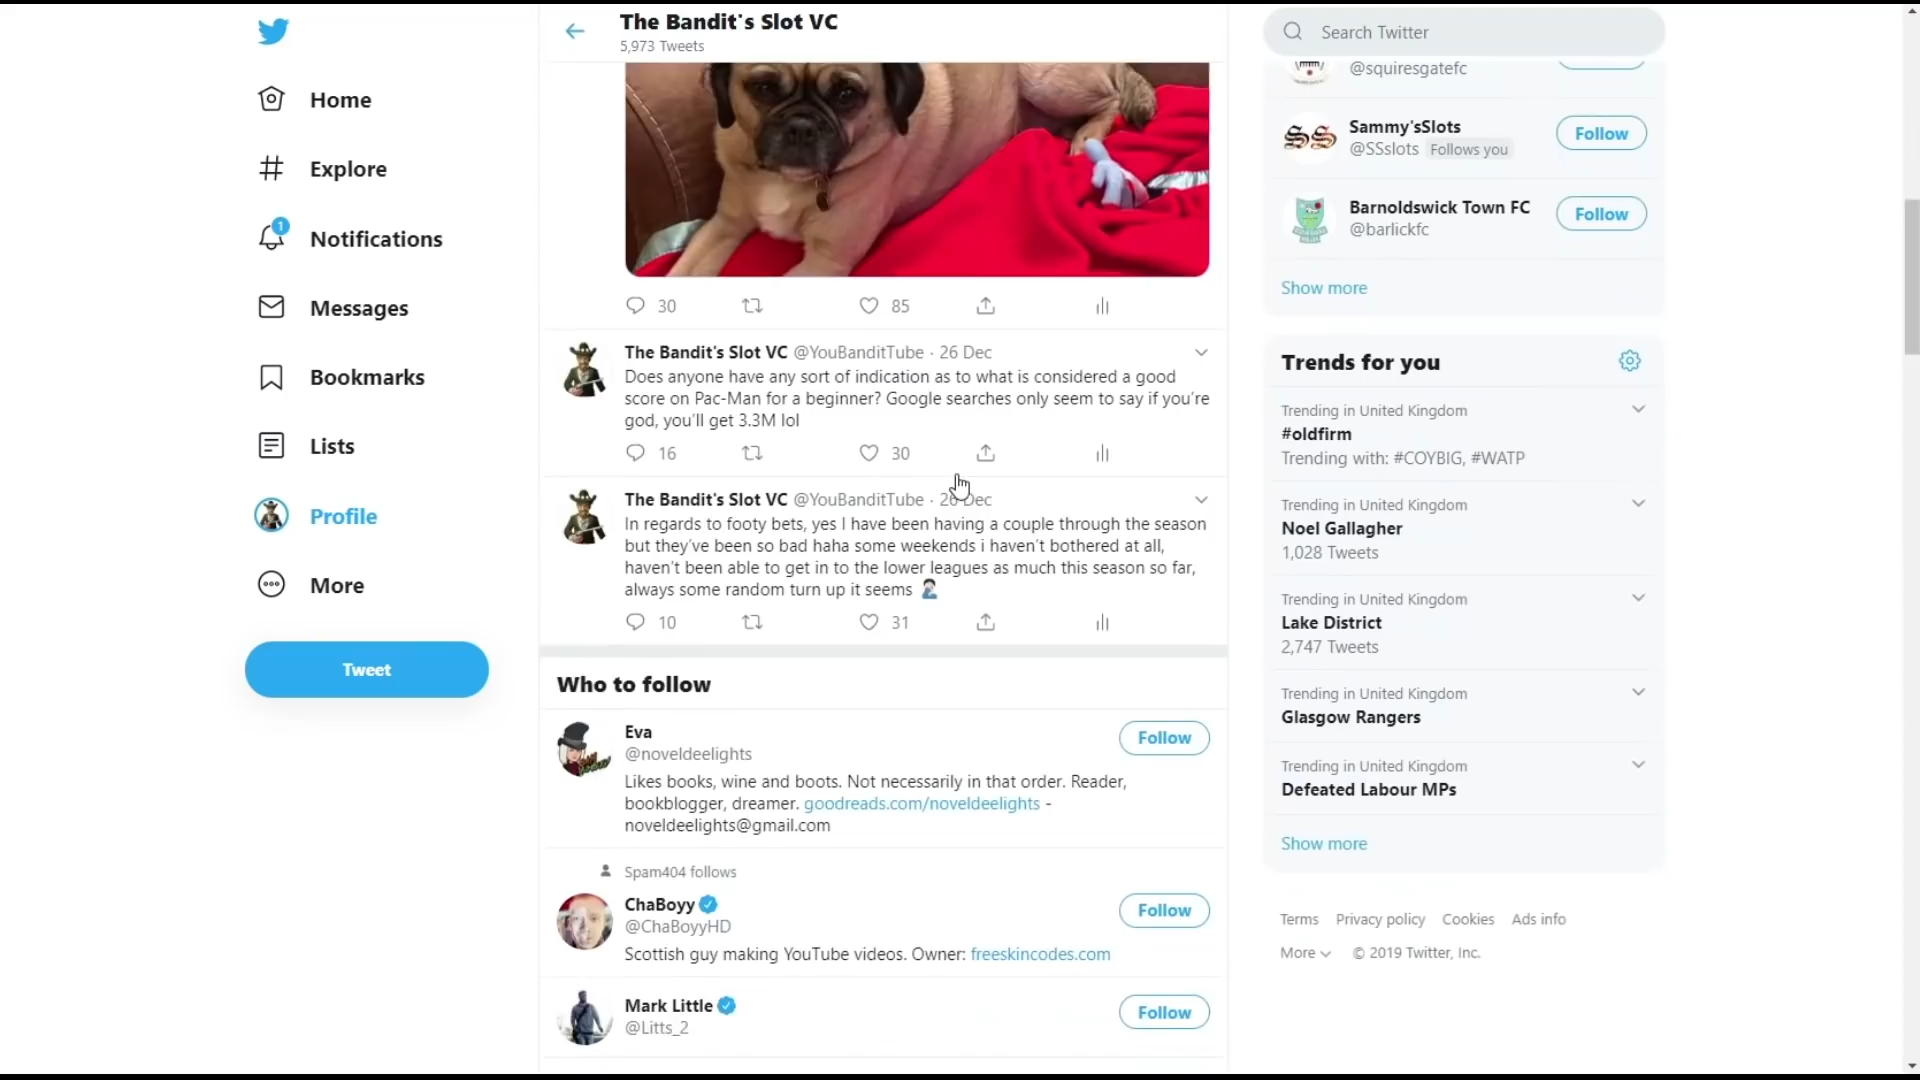 Home
Explore
1
Notifications
Messages
Bookmarks
Lists
Profile
More
Tweet
The Bandit's Slot VC
5,973 Tweets
30
85
The Bandit's Slot VC @YouBanditTube · 26 Dec
Does anyone have any sort of indication as to what is considered a good
score on Pac-Man for a beginner? Google searches only seem to say if you're
god, you'll get 3.3M lol
16
30
The Bandit's Slot VC @YouBanditTube · 26 Dec
In regards to footy bets, yes I have been having a couple through the season
but they've been so bad haha some weekends i haven't bothered at all,
haven't been able to get in to the lower leagues as much this season so far,
always some random turn up it seems 🤦
10
31
Who to follow
Eva
@noveldeelights
Follow
Likes books, wine and boots. Not necessarily in that order. Reader,
bookblogger, dreamer. goodreads.com/noveldeelights -
noveldeelights@gmail.com
Spam404 follows
ChaBoyy
@ChaBoyyHD
Follow
Scottish guy making YouTube videos. Owner: freeskincodes.com
Mark Little
@Litts_2
Follow
Search Twitter
@squiresgatefc
SS
Sammy'sSlots
@SSslots Follows you
Follow
Barnoldswick Town FC
@barlickfc
Follow
Show more
Trends for you
Trending in United Kingdom
#oldfirm
Trending with: #COYBIG, #WATP
Trending in United Kingdom
Noel Gallagher
1,028 Tweets
Trending in United Kingdom
Lake District
2,747 Tweets
Trending in United Kingdom
Glasgow Rangers
Trending in United Kingdom
Defeated Labour MPs
Show more
Terms Privacy policy Cookies Ads info
More © 2019 Twitter, Inc.